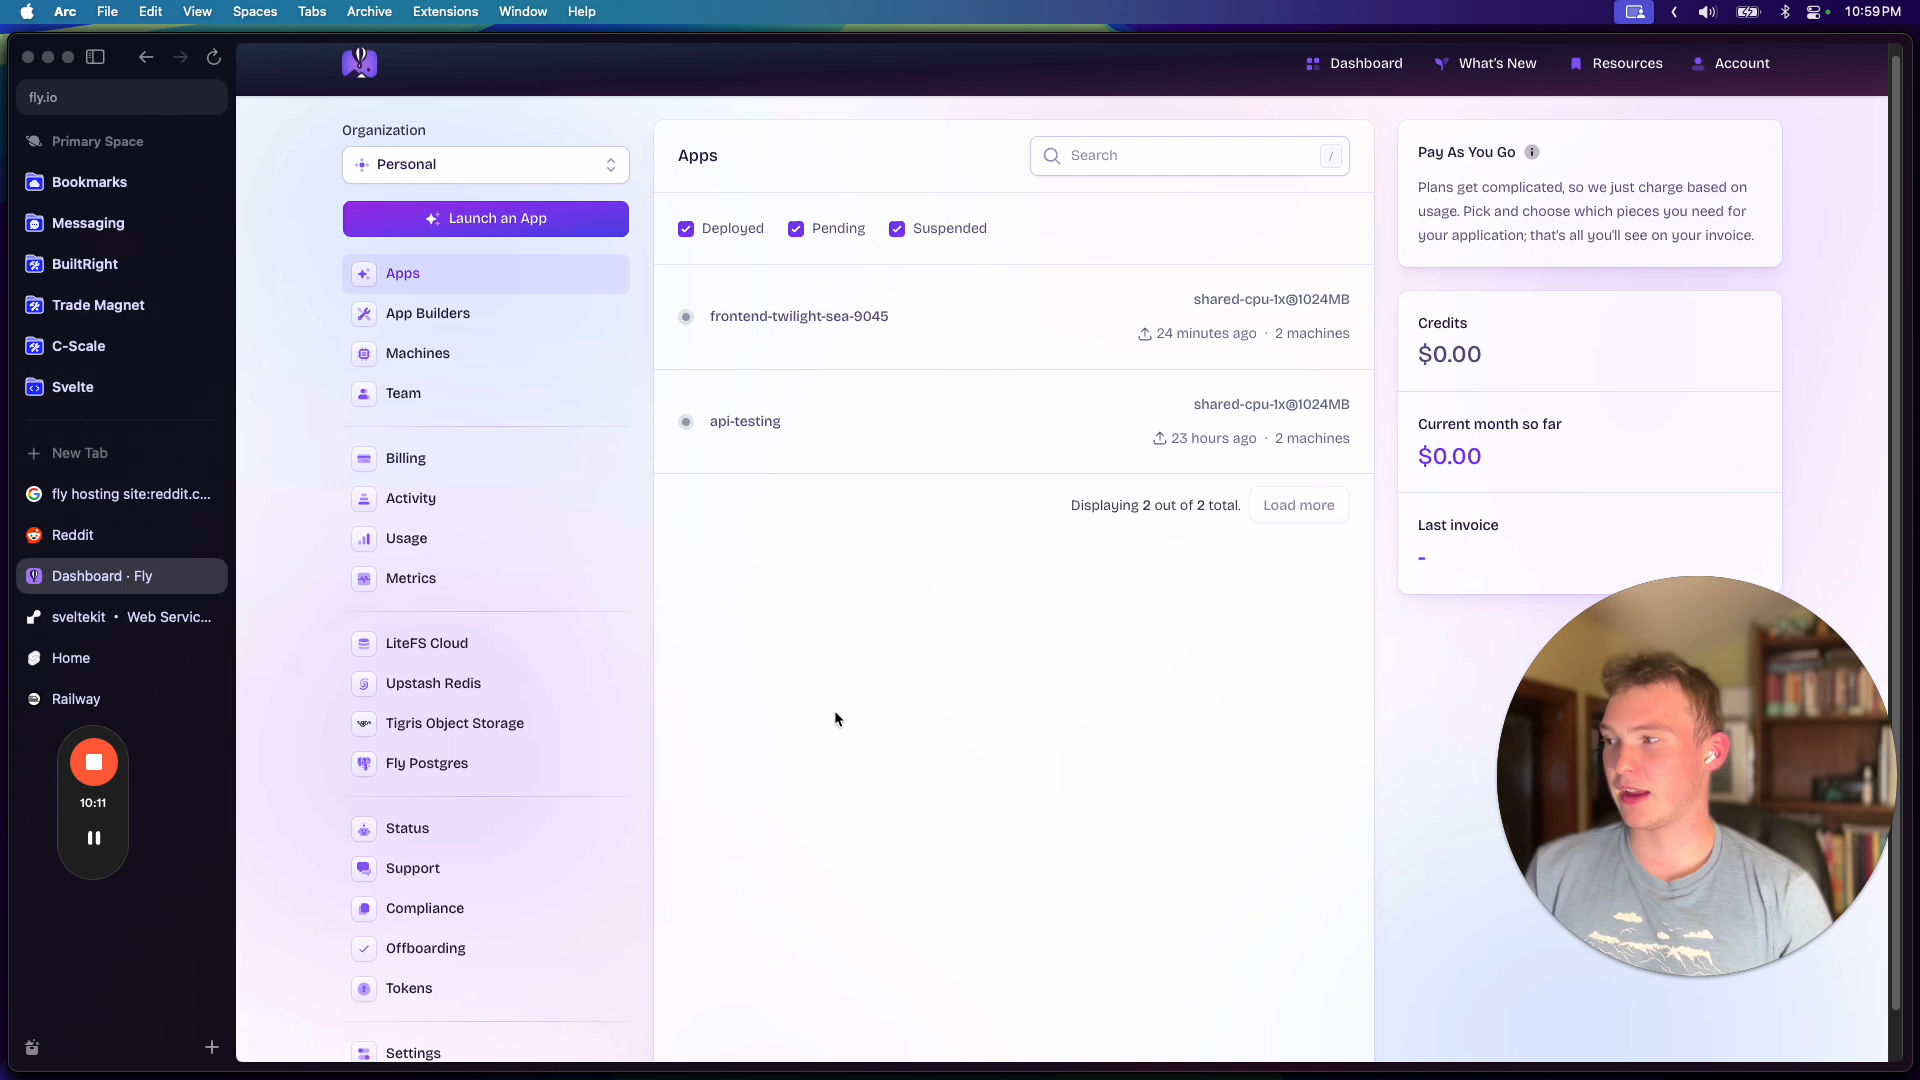 Arc File Edit View Spaces Tabs Archive Extensions Window Help
10:59 PM
fly.io
Primary Space
Bookmarks
Messaging
BuiltRight
Trade Magnet
C-Scale
Svelte
New Tab
fly hosting site:reddit.c...
Reddit
Dashboard · Fly
sveltekit • Web Servic...
Home
Railway
10:11
Dashboard
What's New
Resources
Account
Organization
Personal
Launch an App
Apps
App Builders
Machines
Team
Billing
Activity
Usage
Metrics
LiteFS Cloud
Upstash Redis
Tigris Object Storage
Fly Postgres
Status
Support
Compliance
Offboarding
Tokens
Settings
Apps
Search /
Deployed Pending Suspended
frontend-twilight-sea-9045
shared-cpu-1x@1024MB
24 minutes ago · 2 machines
api-testing
shared-cpu-1x@1024MB
23 hours ago · 2 machines
Displaying 2 out of 2 total. Load more
Pay As You Go
Plans get complicated, so we just charge based on
usage. Pick and choose which pieces you need for
your application; that's all you'll see on your invoice.
Credits
$0.00
Current month so far
$0.00
Last invoice
-